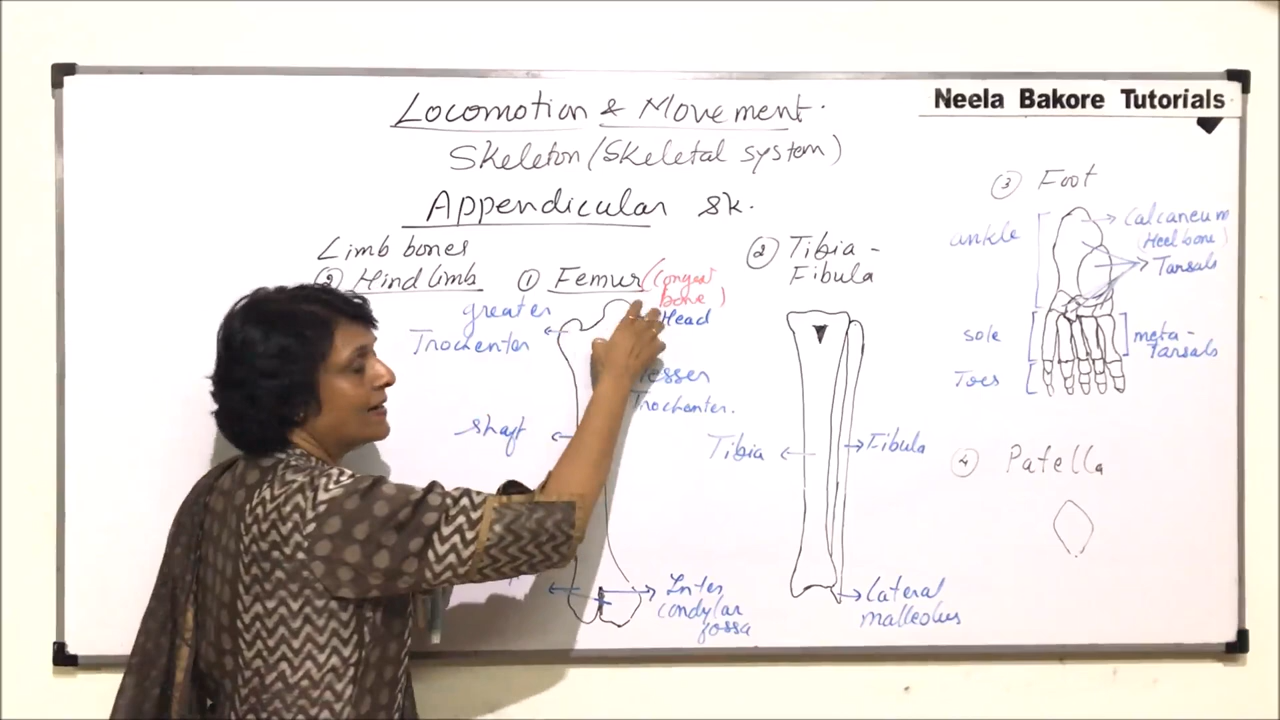 Locomotion & Movement.
Neela Bakore Tutorials
Skeleton (Skeletal system)
Appendicular sk.
Limb bones
② Hind limb
① Femur (longest
bone)
greater
Trochenter
Head
lesser
Trochanter.
shaft
Inter
condylar
fossa
② Tibia -
Fibula
Tibia
Fibula
Lateral
malleolus
③ Foot
ankle
Calcaneum
(Heel bone)
Tarsals
sole
meta-
Tarsals
Toes
④ Patella